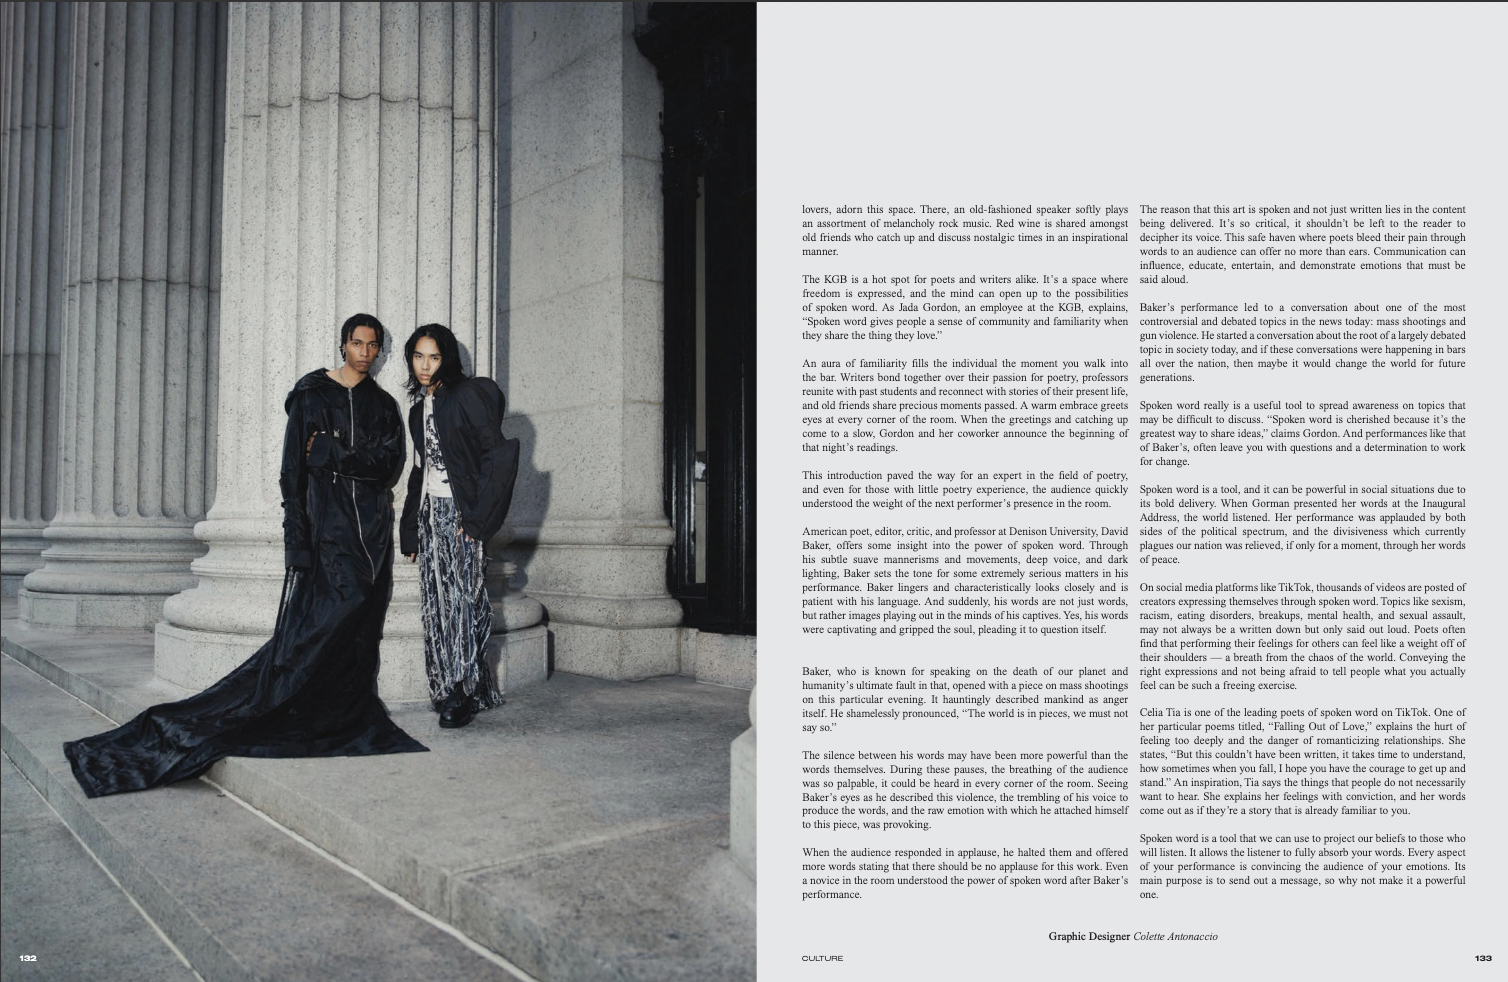 lovers, adorn this space. There, an old-fashioned speaker softly plays
an assortment of melancholy rock music. Red wine is shared amongst
old friends who catch up and discuss nostalgic times in an inspirational
manner.
The KGB is a hot spot for poets and writers alike. It's a space where
freedom is expressed, and the mind can open up to the possibilities
of spoken word. As Jada Gordon, an employee at the KGB, explains,
“Spoken word gives people a sense of community and familiarity when
they share the thing they love.”
An aura of familiarity fills the individual the moment you walk into
the bar. Writers bond together over their passion for poetry, professors
reunite with past students and reconnect with stories of their present life,
and old friends share precious moments passed. A warm embrace greets
eyes at every corner of the room. When the greetings and catching up
come to a slow, Gordon and her coworker announce the beginning of
that night's readings.
This introduction paved the way for an expert in the field of poetry,
and even for those with little poetry experience, the audience quickly
understood the weight of the next performer's presence in the room.
American poet, editor, critic, and professor at Denison University, David
Baker, offers some insight into the power of spoken word. Through
his subtle suave mannerisms and movements, deep voice, and dark
lighting, Baker sets the tone for some extremely serious matters in his
performance. Baker lingers and characteristically looks closely and is
patient with his language. And suddenly, his words are not just words,
but rather images playing out in the minds of his captives. Yes, his words
were captivating and gripped the soul, pleading it to question itself.
Baker, who is known for speaking on the death of our planet and
humanity's ultimate fault in that, opened with a piece on mass shootings
on this particular evening. It hauntingly described mankind as anger
itself. He shamelessly pronounced, “The world is in pieces, we must not
say so.”
The silence between his words may have been more powerful than the
words themselves. During these pauses, the breathing of the audience
was so palpable, it could be heard in every corner of the room. Seeing
Baker's eyes as he described this violence, the trembling of his voice to
produce the words, and the raw emotion with which he attached himself
to this piece, was provoking.
When the audience responded in applause, he halted them and offered
more words stating that there should be no applause for this work. Even
a novice in the room understood the power of spoken word after Baker's
performance.
The reason that this art is spoken and not just written lies in the content
being delivered. It's so critical, it shouldn't be left to the reader to
decipher its voice. This safe haven where poets bleed their pain through
words to an audience can offer no more than ears. Communication can
influence, educate, entertain, and demonstrate emotions that must be
said aloud.
Baker's performance led to a conversation about one of the most
controversial and debated topics in the news today: mass shootings and
gun violence. He started a conversation about the root of a largely debated
topic in society today, and if these conversations were happening in bars
all over the nation, then maybe it would change the world for future
generations.
Spoken word really is a useful tool to spread awareness on topics that
may be difficult to discuss. “Spoken word is cherished because it's the
greatest way to share ideas,” claims Gordon. And performances like that
of Baker's, often leave you with questions and a determination to work
for change.
Spoken word is a tool, and it can be powerful in social situations due to
its bold delivery. When Gorman presented her words at the Inaugural
Address, the world listened. Her performance was applauded by both
sides of the political spectrum, and the divisiveness which currently
plagues our nation was relieved, if only for a moment, through her words
of peace.
On social media platforms like TikTok, thousands of videos are posted of
creators expressing themselves through spoken word. Topics like sexism,
racism, eating disorders, breakups, mental health, and sexual assault,
may not always be a written down but only said out loud. Poets often
find that performing their feelings for others can feel like a weight off of
their shoulders — a breath from the chaos of the world. Conveying the
right expressions and not being afraid to tell people what you actually
feel can be such a freeing exercise.
Celia Tia is one of the leading poets of spoken word on TikTok. One of
her particular poems titled, “Falling Out of Love,” explains the hurt of
feeling too deeply and the danger of romanticizing relationships. She
states, “But this couldn't have been written, it takes time to understand,
how sometimes when you fall, I hope you have the courage to get up and
stand.” An inspiration, Tia says the things that people do not necessarily
want to hear. She explains her feelings with conviction, and her words
come out as if they're a story that is already familiar to you.
Spoken word is a tool that we can use to project our beliefs to those who
will listen. It allows the listener to fully absorb your words. Every aspect
of your performance is convincing the audience of your emotions. Its
main purpose is to send out a message, so why not make it a powerful
one.
Graphic Designer Colette Antonaccio
132
CULTURE
133